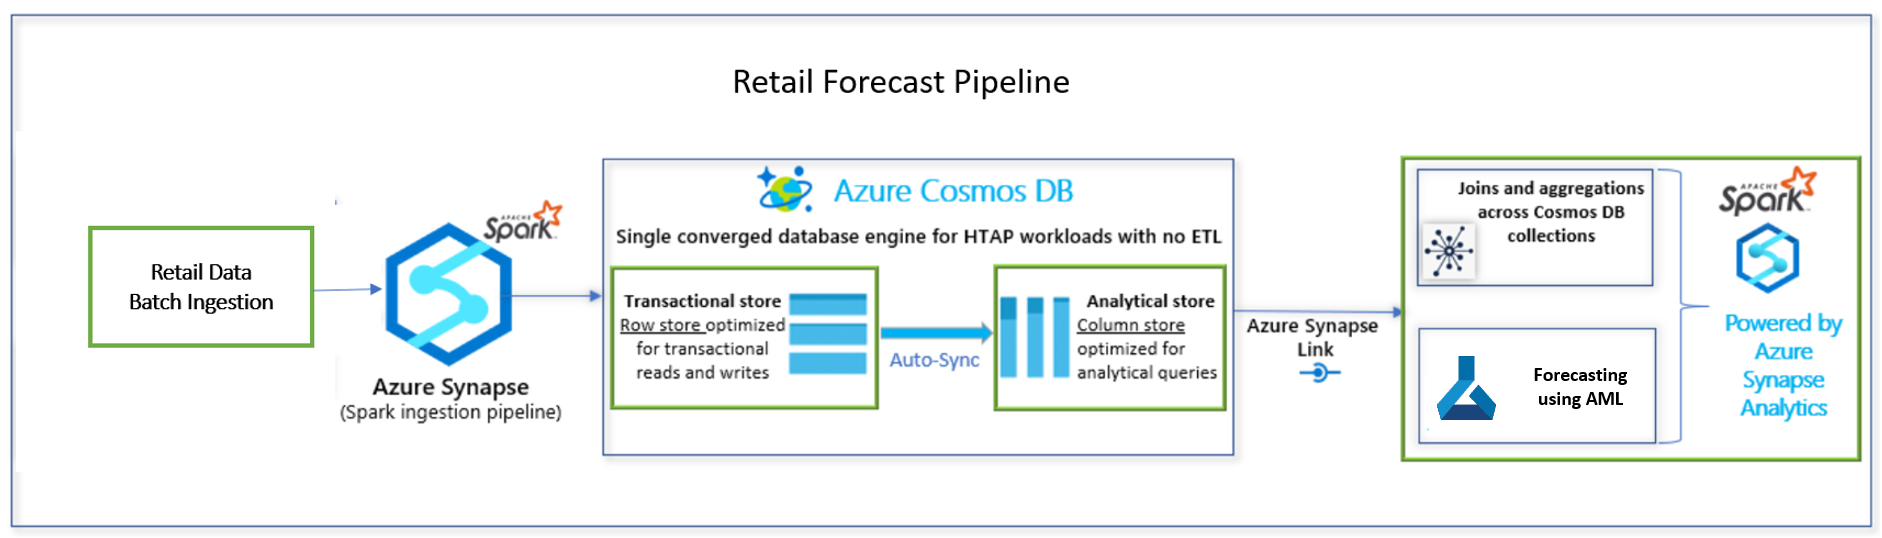 Retail Forecast Pipeline
Retail Data
Batch Ingestion
APACHE
Spark
Azure Synapse
(Spark ingestion pipeline)
Azure Cosmos DB
Single converged database engine for HTAP workloads with no ETL
Transactional store
Row store optimized
for transactional
reads and writes
Auto-Sync
Analytical store
Column store
optimized for
analytical queries
Azure Synapse
Link
Joins and aggregations
across Cosmos DB
collections
Forecasting
using AML
APACHE
Spark
Powered by
Azure
Synapse
Analytics